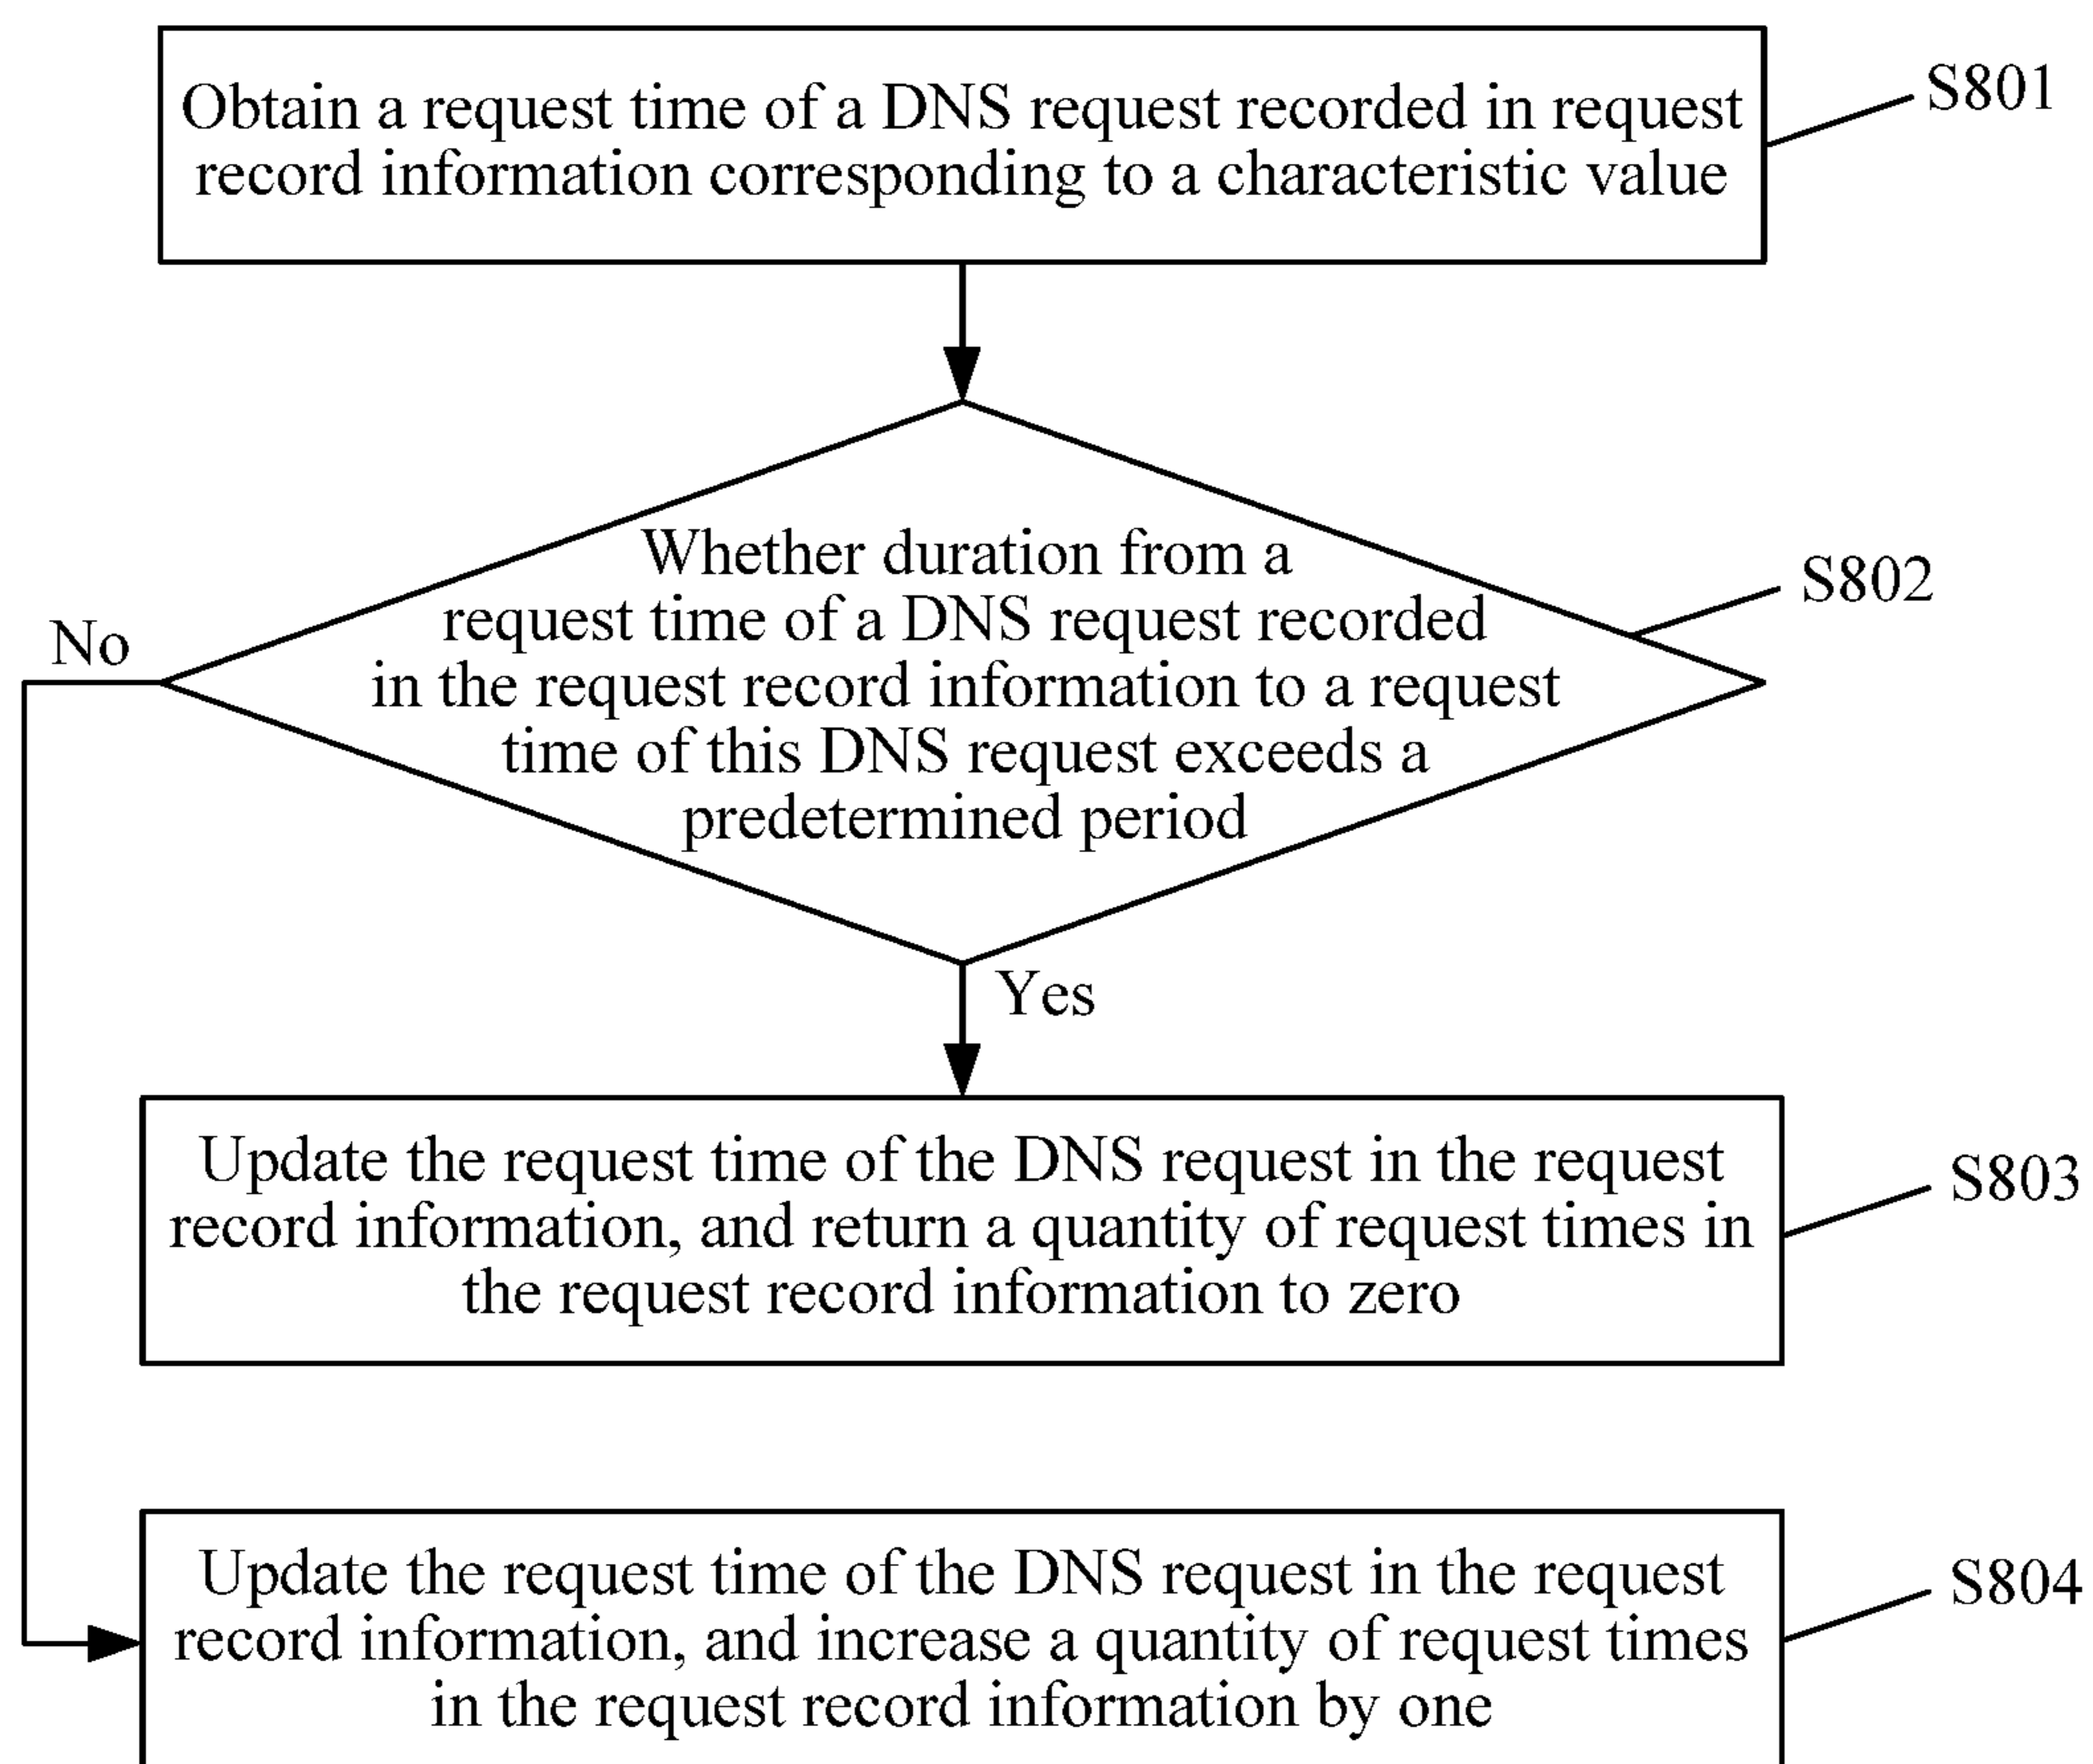 Obtain a request time of a DNS request recorded in request
record information corresponding to a characteristic value
S801
Whether duration from a
request time of a DNS request recorded
in the request record information to a request
time of this DNS request exceeds a
predetermined period
S802
No
Yes
Update the request time of the DNS request in the request
record information, and return a quantity of request times in
the request record information to zero
S803
Update the request time of the DNS request in the request
record information, and increase a quantity of request times
in the request record information by one
S804